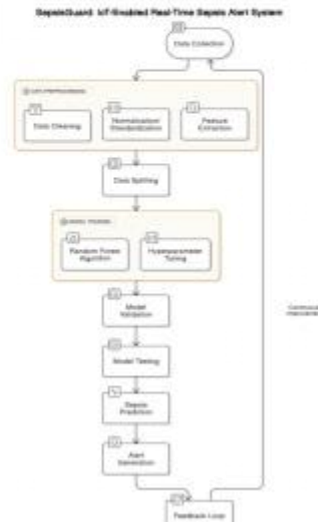 SepsisGuard: IoT-Enabled Real-Time Sepsis Alert System
Data Collection
Data Cleaning
Normalization/
Standardization
Feature
Extraction
Data Splitting
Random Forest
Algorithm
Hyperparameter
Tuning
Model
Validation
Model Testing
Sepsis
Prediction
Alert
Generation
Feedback Loop